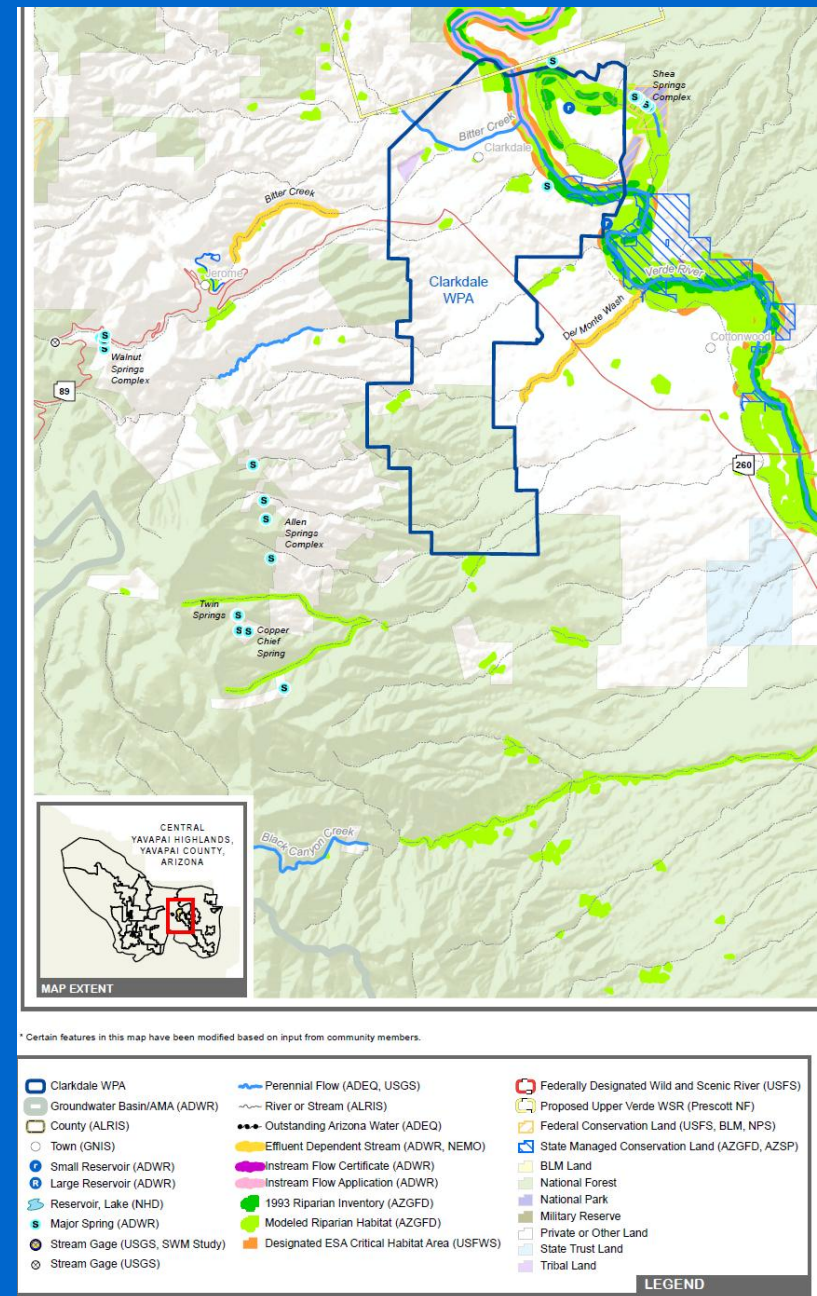 S
Shea
Springs
Complex
S
S
r
Bitter Creek
Clarkdale
S
Bitter Creek
Jerome
Clarkdale
WPA
Verde River
Del Monte Wash
Cottonwood
S
S
Walnut
Springs
Complex
89
260
S
S
S
Allen
Springs
Complex
S
Twin
Springs
S
S S
Copper
Chief
Spring
S
Black Canyon Creek
CENTRAL
YAVAPAI HIGHLANDS,
YAVAPAI COUNTY,
ARIZONA
MAP EXTENT
* Certain features in this map have been modified based on input from community members.
Clarkdale WPA
Groundwater Basin/AMA (ADWR)
County (ALRIS)
Town (GNIS)
r Small Reservoir (ADWR)
R Large Reservoir (ADWR)
Reservoir, Lake (NHD)
S Major Spring (ADWR)
Stream Gage (USGS, SWM Study)
Stream Gage (USGS)
Perennial Flow (ADEQ, USGS)
River or Stream (ALRIS)
Outstanding Arizona Water (ADEQ)
Effluent Dependent Stream (ADWR, NEMO)
Instream Flow Certificate (ADWR)
Instream Flow Application (ADWR)
1993 Riparian Inventory (AZGFD)
Modeled Riparian Habitat (AZGFD)
Designated ESA Critical Habitat Area (USFWS)
Federally Designated Wild and Scenic River (USFS)
Proposed Upper Verde WSR (Prescott NF)
Federal Conservation Land (USFS, BLM, NPS)
State Managed Conservation Land (AZGFD, AZSP)
BLM Land
National Forest
National Park
Military Reserve
Private or Other Land
State Trust Land
Tribal Land
LEGEND